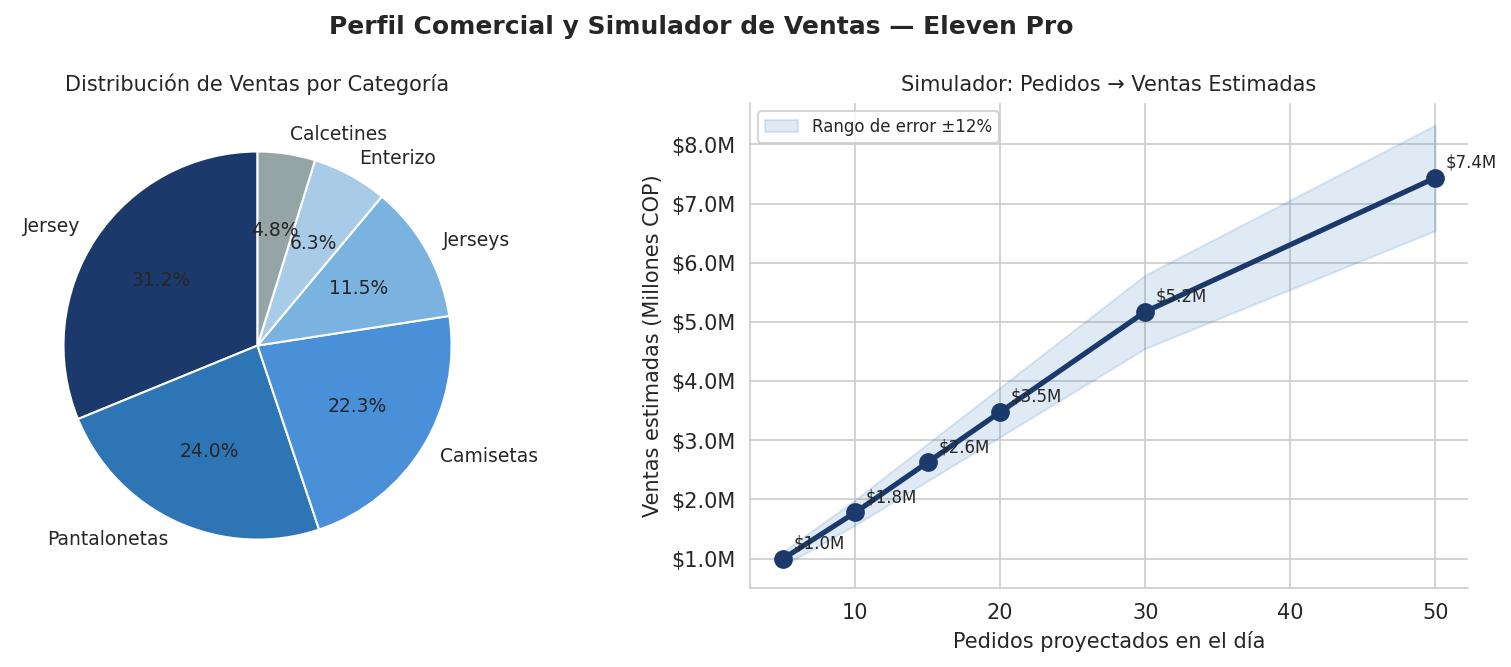 Perfil Comercial y Simulador de Ventas — Eleven Pro
Distribución de Ventas por Categoría
Calcetines
Enterizo
Jersey
Jerseys
4.8%
6.3%
31.2%
11.5%
22.3%
24.0%
Camisetas
Pantalonetas
Simulador: Pedidos → Ventas Estimadas
Rango de error ±12%
Ventas estimadas (Millones COP)
$8.0M
$7.0M
$6.0M
$5.0M
$4.0M
$3.0M
$2.0M
$1.0M
$7.4M
$5.2M
$3.5M
$2.6M
$1.8M
$1.0M
10
20
30
40
50
Pedidos proyectados en el día